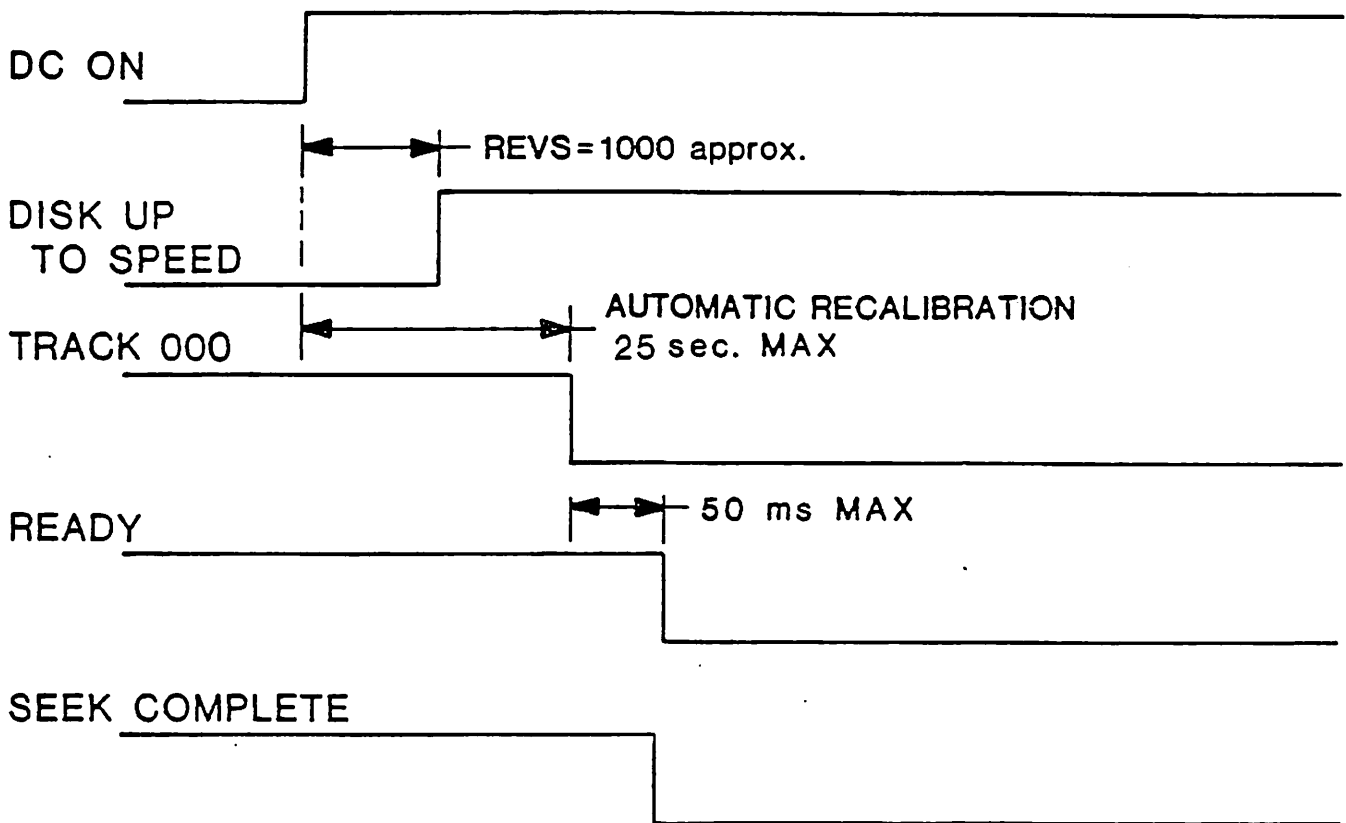 DC ON
REVS=1000 approx.
DISK UP
TO SPEED
AUTOMATIC RECALIBRATION
25 sec. MAX
TRACK 000
50 ms MAX
READY
SEEK COMPLETE